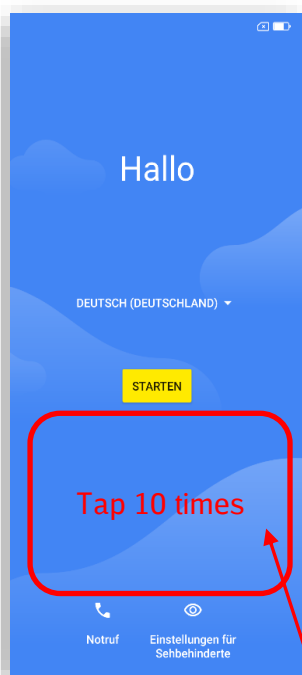 Hallo
DEUTSCH (DEUTSCHLAND)
STARTEN
Tap 10 times
Notruf
Einstellungen für
Sehbehinderte